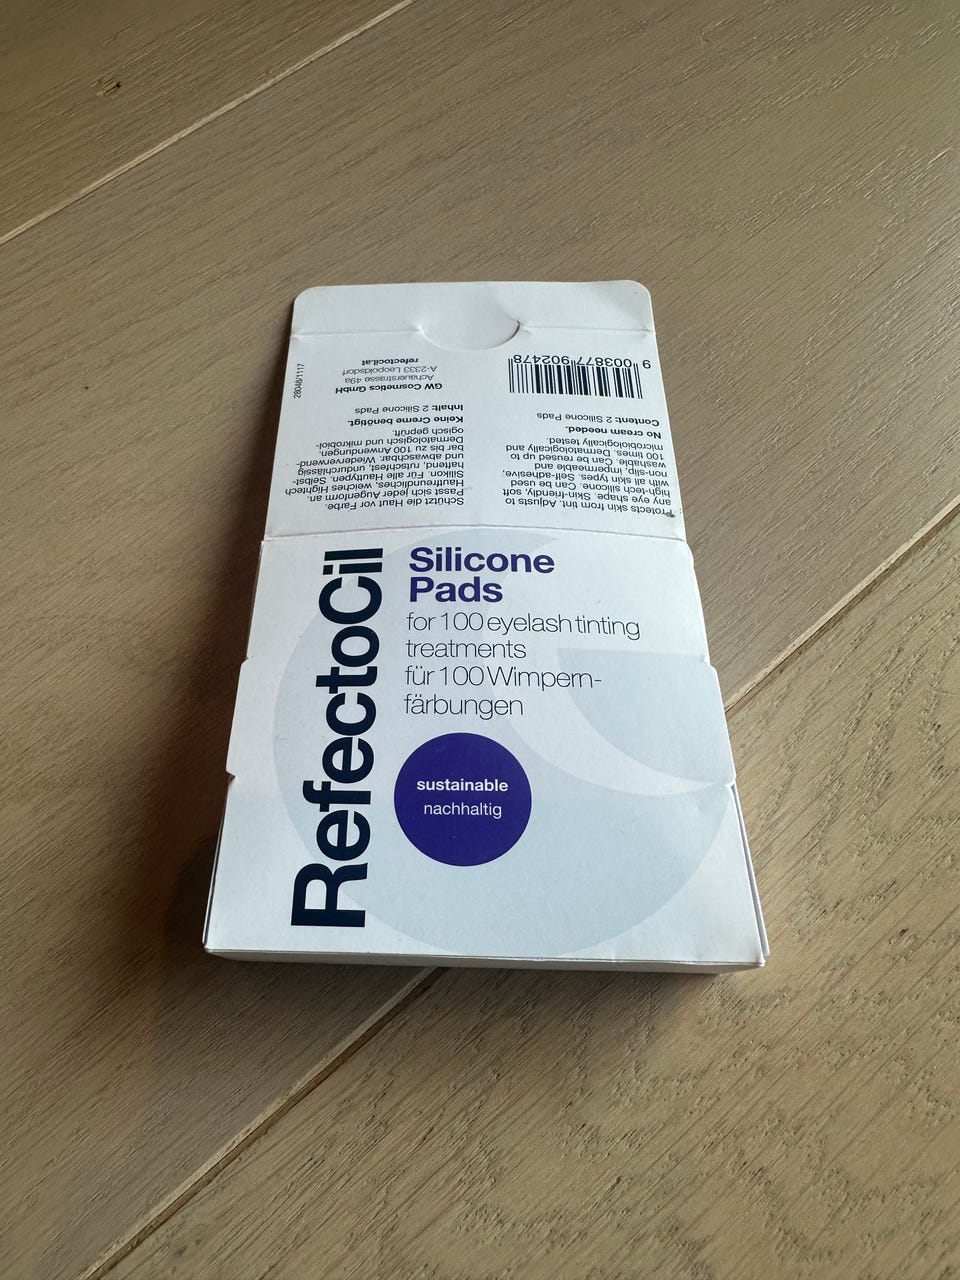 RefectoCil
Silicone
Pads
for 100 eyelash tinting
treatments
für 100 Wimpern-
färbungen
sustainable
nachhaltig
Protects skin from tint. Adjusts to
any eye shape. Skin-friendly, soft
high-tech silicone. Can be used
with all skin types. Self-adhesive,
non-slip, impermeable and
washable. Can be reused up to
100 times. Dermatologically and
microbiologically tested.
No cream needed.
Content: 2 Silicone Pads
9 003877 902478
Schützt die Haut vor Farbe.
Passt sich jeder Augenform an.
Hautfreundliches, weiches Hightech
Silikon. Für alle Hauttypen. Selbst-
haftend, rutschfest, undurchlässig
und abwaschbar. Wiederverwend-
bar bis zu 100 Anwendungen.
Dermatologisch und mikrobiol-
ogisch geprüft.
Keine Creme benötigt.
Inhalt: 2 Silicone Pads
GW Cosmetics GmbH
Achauerstrasse 49a
A-2333 Leopoldsdorf
refectocil.at
28048/1117